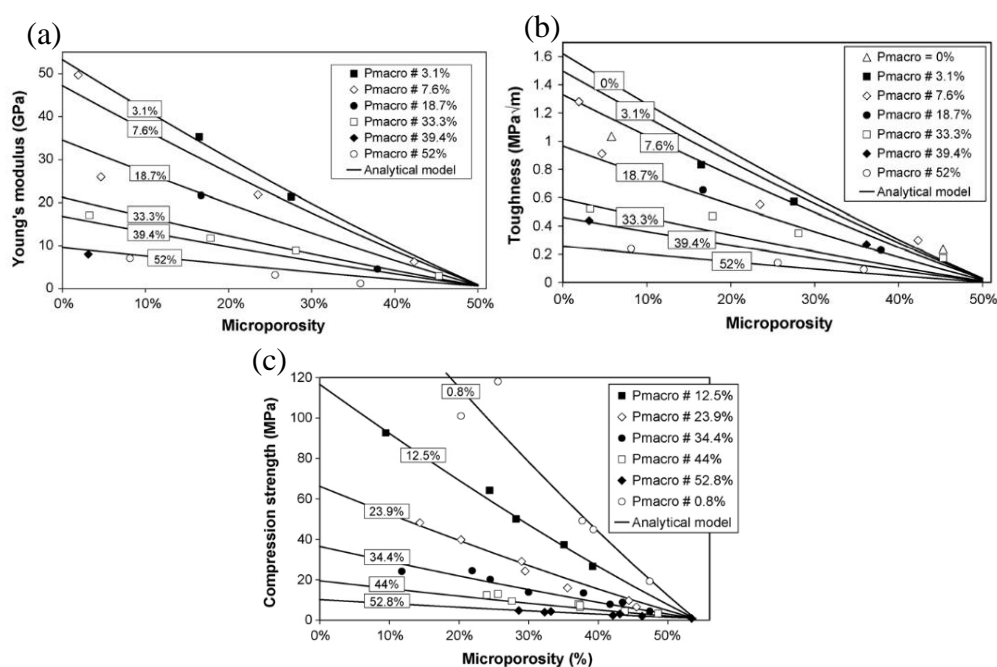 (a)
Young's modulus (GPa)
50
40
30
20
10
0
0% 10% 20% 30% 40% 50%
Microporosity
3.1%
7.6%
18.7%
33.3%
39.4%
52%
Pmacro # 3.1%
Pmacro # 7.6%
Pmacro # 18.7%
Pmacro # 33.3%
Pmacro # 39.4%
Pmacro # 52%
Analytical model
(b)
Toughness (MPa√m)
1.6
1.4
1.2
1
0.8
0.6
0.4
0.2
0
0% 10% 20% 30% 40% 50%
Microporosity
0%
3.1%
7.6%
18.7%
33.3%
39.4%
52%
Pmacro = 0%
Pmacro # 3.1%
Pmacro # 7.6%
Pmacro # 18.7%
Pmacro # 33.3%
Pmacro # 39.4%
Pmacro # 52%
Analytical model
(c)
Compression strength (MPa)
120
100
80
60
40
20
0
0% 10% 20% 30% 40% 50%
Microporosity (%)
0.8%
12.5%
23.9%
34.4%
44%
52.8%
Pmacro # 12.5%
Pmacro # 23.9%
Pmacro # 34.4%
Pmacro # 44%
Pmacro # 52.8%
Pmacro # 0.8%
Analytical model